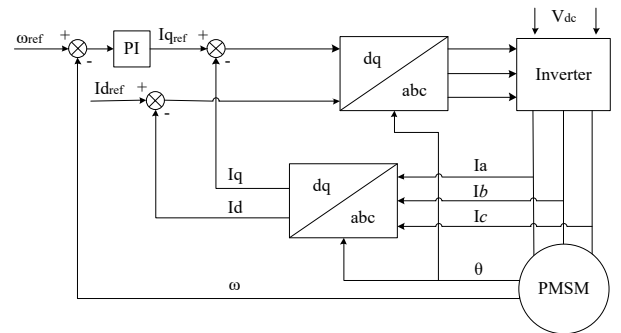 Vdc
ωref + - PI Iqref + -
dq abc
Inverter
Idref + -
Iq
Id
dq abc
Ia
Ib
Ic
θ
ω
PMSM